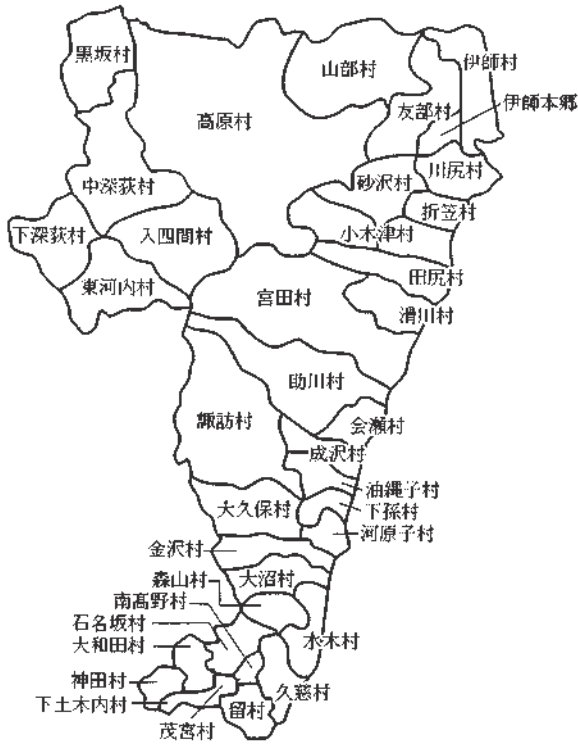 黒坂村
山部村
伊師村
伊師本郷
友部村
高原村
川尻村
砂沢村
中深荻村
折笠村
下深荻村
入四間村
小木津村
田尻村
東河内村
宮田村
滑川村
助川村
諏訪村
会瀬村
成沢村
油縄子村
大久保村
下孫村
河原子村
金沢村
大沼村
森山村
南高野村
石名坂村
大和田村
水木村
神田村
久慈村
下土木内村
留村
茂宮村